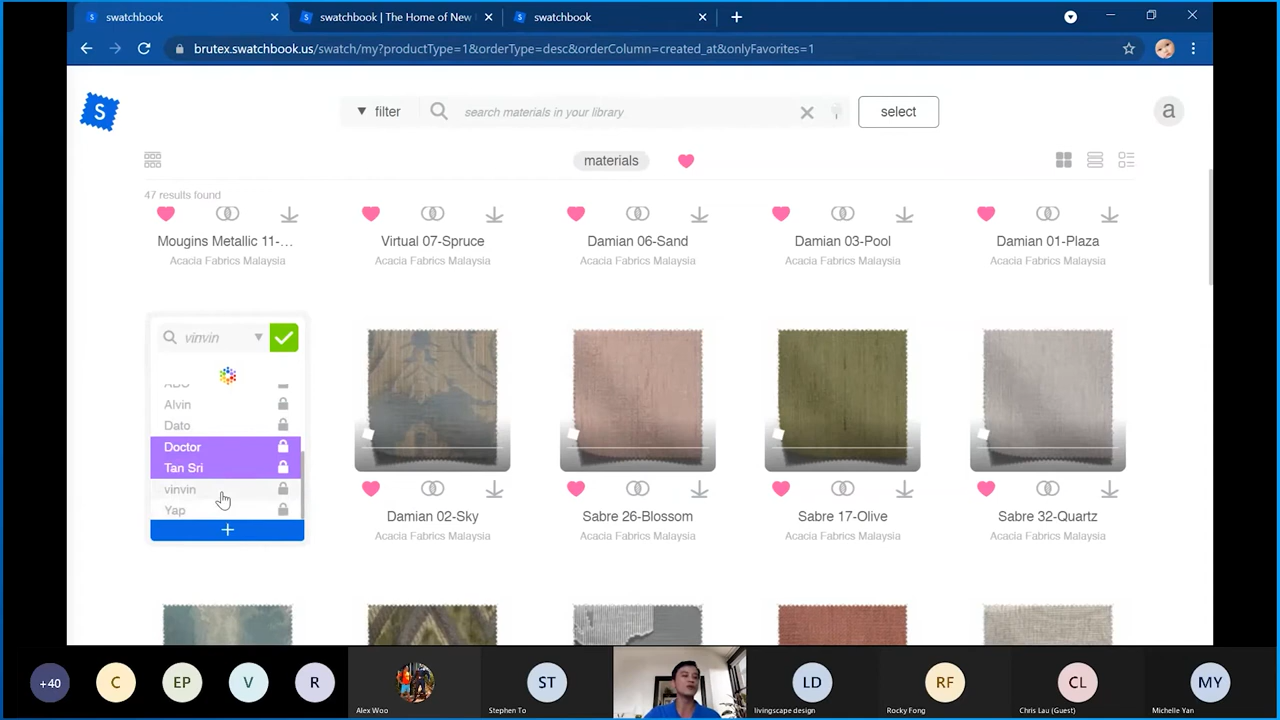 swatchbook
swatchbook | The Home of New
swatchbook
brutex.swatchbook.us/swatch/my?productType=1&orderType=desc&orderColumn=created_at&onlyFavorites=1
S
filter
search materials in your library
select
a
materials
47 results found
Mougins Metallic 11-...
Acacia Fabrics Malaysia
Virtual 07-Spruce
Acacia Fabrics Malaysia
Damian 06-Sand
Acacia Fabrics Malaysia
Damian 03-Pool
Acacia Fabrics Malaysia
Damian 01-Plaza
Acacia Fabrics Malaysia
vinvin
Alvin
Dato
Doctor
Tan Sri
vinvin
Yap
+
Damian 02-Sky
Acacia Fabrics Malaysia
Sabre 26-Blossom
Acacia Fabrics Malaysia
Sabre 17-Olive
Acacia Fabrics Malaysia
Sabre 32-Quartz
Acacia Fabrics Malaysia
+40
C
EP
V
R
Alex Woo
ST
Stephen To
LD
livingscape design
RF
Rocky Fong
CL
Chris Lau (Guest)
MY
Michelle Yan